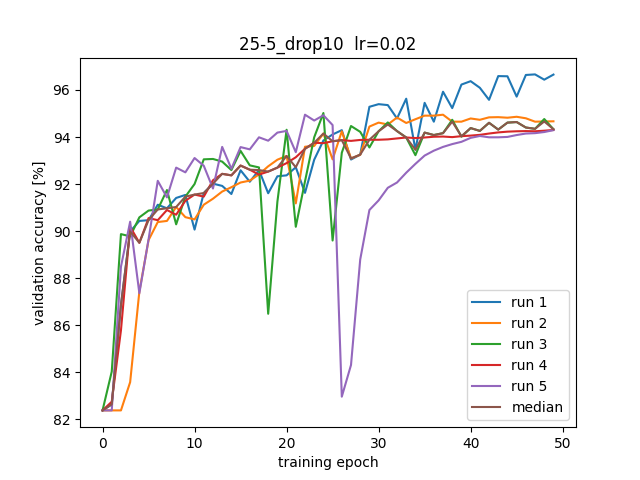 25-5_drop10  lr=0.02
validation accuracy [%]
96
94
92
90
88
86
84
82
0
10
20
30
40
50
training epoch
run 1
run 2
run 3
run 4
run 5
median